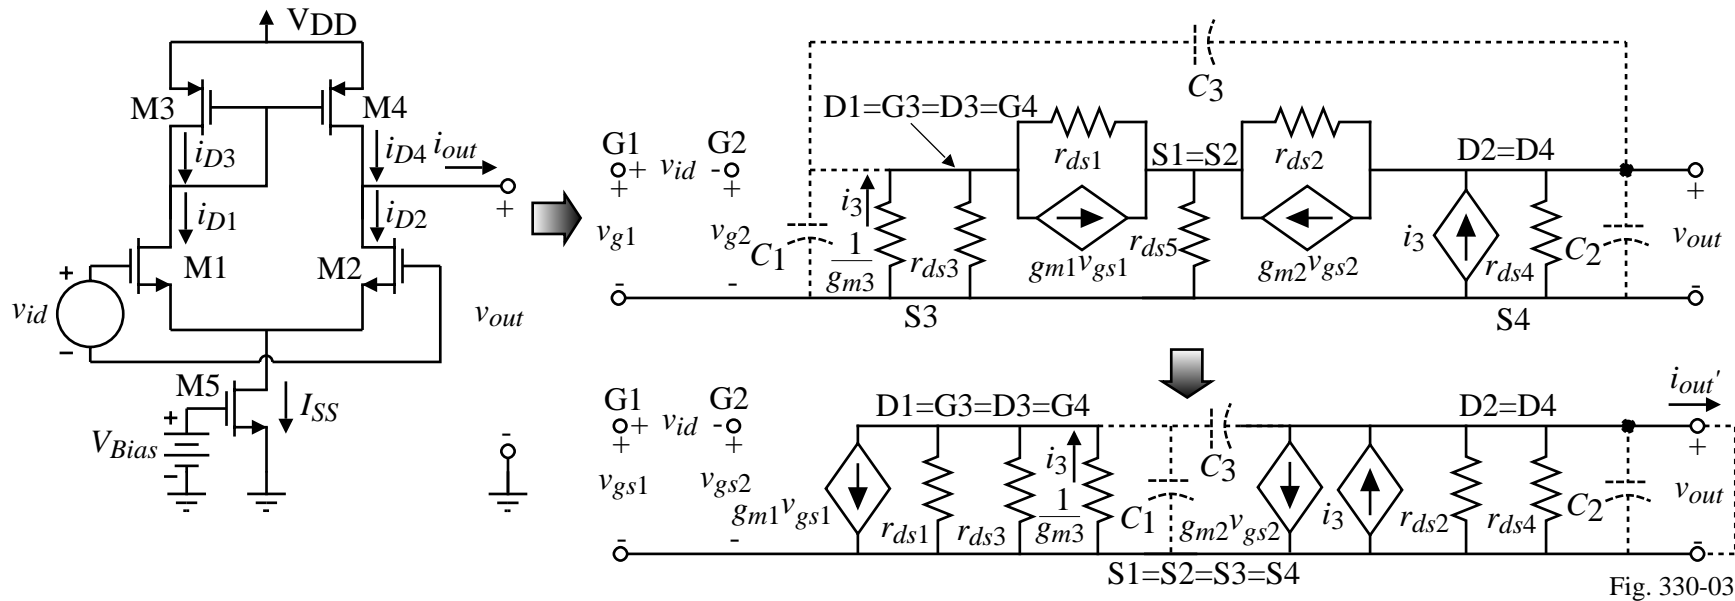 VDD
M3
M4
iD3
iD4
iout
+
iD1
iD2
M1
M2
+
vid
–
vout
M5
ISS
+
VBias
–
-
C3
D1=G3=D3=G4
G1
G2
+ vid -
+
+
vg1
vg2
-
-
C1
i3
1
gm3
rds3
rds1
gm1vgs1
S1=S2
rds5
rds2
gm2vgs2
D2=D4
i3
rds4
C2
+
vout
-
S3
S4
iout'
G1
G2
+ vid -
+
+
vgs1
vgs2
-
-
D1=G3=D3=G4
gm1vgs1
rds1
rds3
i3
1
gm3
C1
C3
gm2vgs2
i3
rds2
D2=D4
rds4
C2
+
vout
-
S1=S2=S3=S4
Fig. 330-03